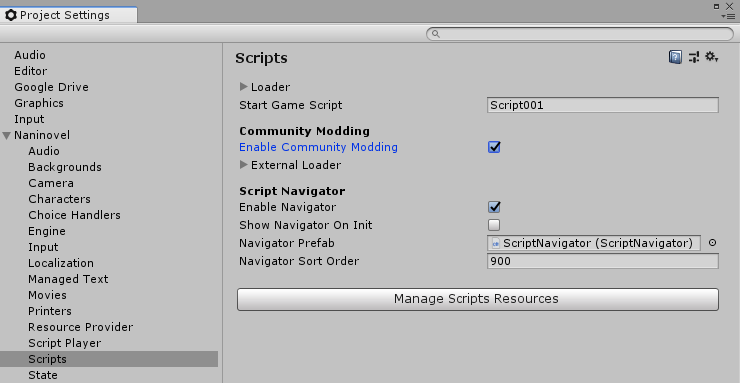 Project Settings
Audio
Editor
Google Drive
Graphics
Input
Naninovel
Audio
Backgrounds
Camera
Characters
Choice Handlers
Engine
Input
Localization
Managed Text
Movies
Printers
Resource Provider
Script Player
Scripts
State
Scripts
Loader
Start Game Script Script001
Community Modding
Enable Community Modding
External Loader
Script Navigator
Enable Navigator
Show Navigator On Init
Navigator Prefab ScriptNavigator (ScriptNavigator)
Navigator Sort Order 900
Manage Scripts Resources